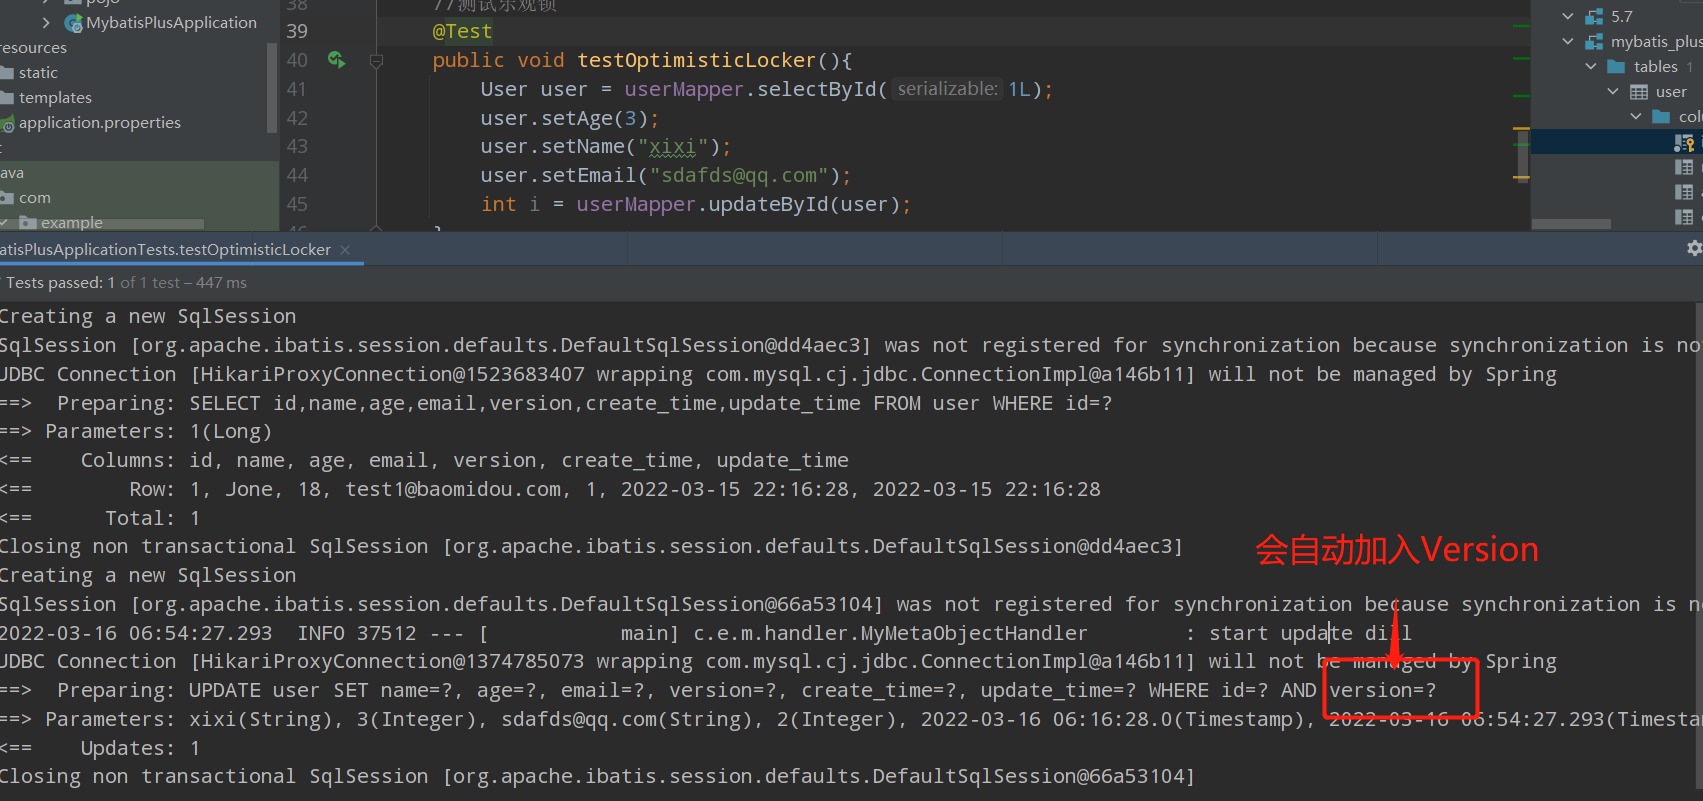 38 //测试乐观锁
pojo
MybatisPlusApplication
resources
static
templates
application.properties
java
com
example
39 @Test
40 public void testOptimisticLocker(){
41 User user = userMapper.selectById( serializable: 1L);
42 user.setAge(3);
43 user.setName("xixi");
44 user.setEmail("sdafds@qq.com");
45 int i = userMapper.updateById(user);
}
5.7
mybatis_plus
tables 1
user
col
atisPlusApplicationTests.testOptimisticLocker
Tests passed: 1 of 1 test – 447 ms
Creating a new SqlSession
SqlSession [org.apache.ibatis.session.defaults.DefaultSqlSession@dd4aec3] was not registered for synchronization because synchronization is no
JDBC Connection [HikariProxyConnection@1523683407 wrapping com.mysql.cj.jdbc.ConnectionImpl@a146b11] will not be managed by Spring
==>  Preparing: SELECT id,name,age,email,version,create_time,update_time FROM user WHERE id=?
==> Parameters: 1(Long)
<==    Columns: id, name, age, email, version, create_time, update_time
<==        Row: 1, Jone, 18, test1@baomidou.com, 1, 2022-03-15 22:16:28, 2022-03-15 22:16:28
<==      Total: 1
Closing non transactional SqlSession [org.apache.ibatis.session.defaults.DefaultSqlSession@dd4aec3]
会自动加入Version
Creating a new SqlSession
SqlSession [org.apache.ibatis.session.defaults.DefaultSqlSession@66a53104] was not registered for synchronization because synchronization is no
2022-03-16 06:54:27.293  INFO 37512 --- [           main] c.e.m.handler.MyMetaObjectHandler        : start update dill
JDBC Connection [HikariProxyConnection@1374785073 wrapping com.mysql.cj.jdbc.ConnectionImpl@a146b11] will not be managed by Spring
==>  Preparing: UPDATE user SET name=?, age=?, email=?, version=?, create_time=?, update_time=? WHERE id=? AND version=?
==> Parameters: xixi(String), 3(Integer), sdafds@qq.com(String), 2(Integer), 2022-03-16 06:16:28.0(Timestamp), 2022-03-16 06:54:27.293(Timesta
<==    Updates: 1
Closing non transactional SqlSession [org.apache.ibatis.session.defaults.DefaultSqlSession@66a53104]